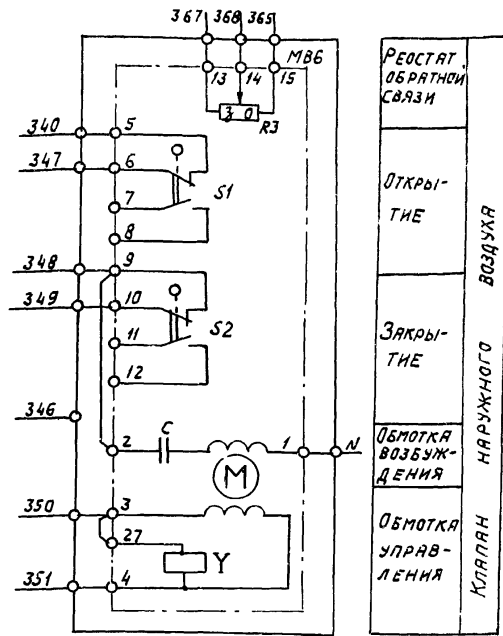 367 368 365
МВ6
13 14 15
З О
R3
340 5
347 6
7
S1
8
348 9
349 10
11
S2
12
346
2 C 1 N
М
350 3
27
Y
351 4
РЕОСТАТ
ОБРАТНОЙ
СВЯЗИ
ОТКРЫ-
ТИЕ
ЗАКРЫ-
ТИЕ
ОБМОТКА
ВОЗБУЖ-
ДЕНИЯ
ОБМОТКА
УПРАВ-
ЛЕНИЯ
КЛАПАН НАРУЖНОГО ВОЗДУХА